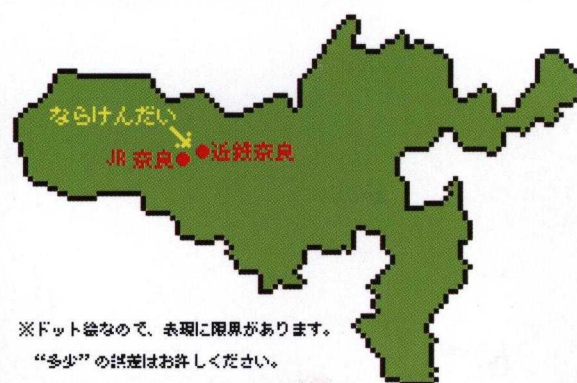 ならけんだい
JR 奈良
近鉄奈良
※ドット絵なので、表現に限界があります。
“多少”の誤差はお許しください。